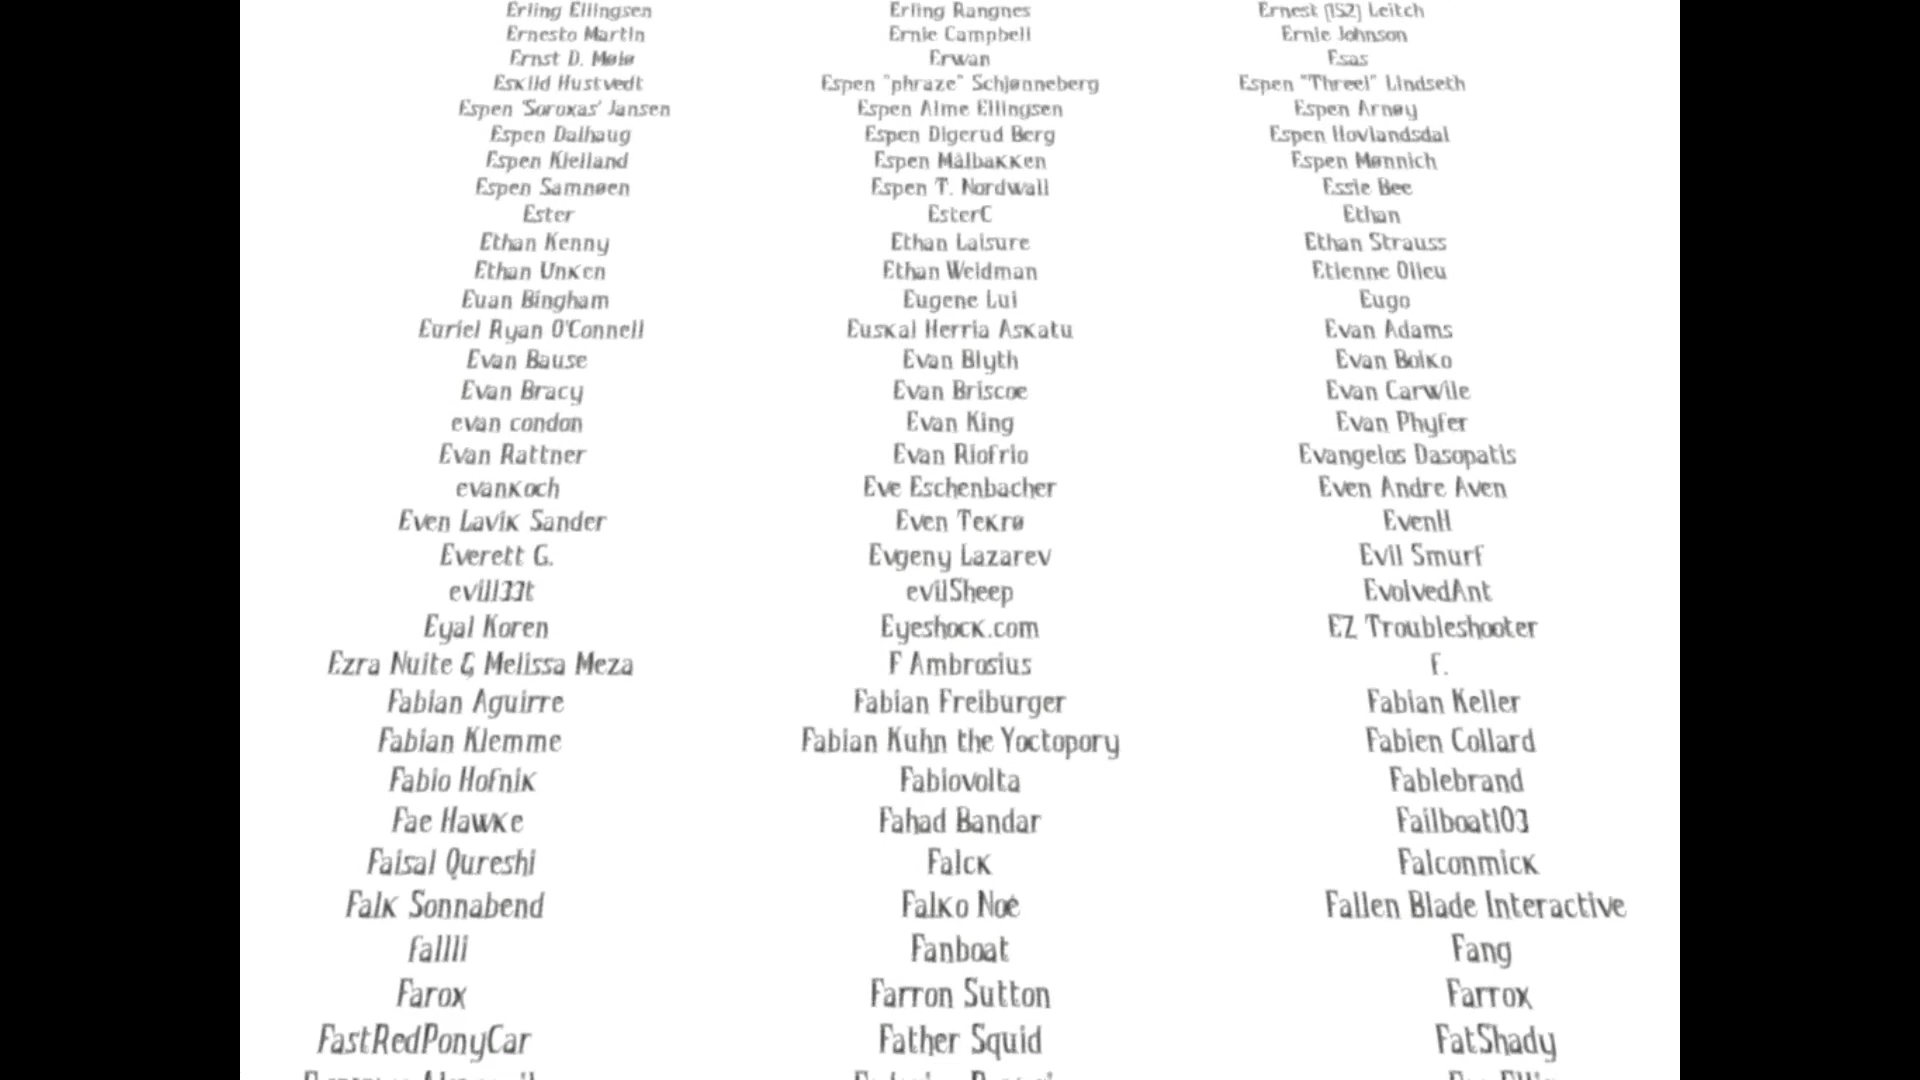 Erling Ellingsen Erling Rangnes Ernest (1S2) Leitch
Ernesto Martin Ernie Campbell Ernie Johnson
Ernst D. Mølø Erwan Esas
Eskild Hustvedt Espen "phraze" Schjønneberg Espen "Threel" Lindseth
Espen 'Soroxas' Jansen Espen Alme Ellingsen Espen Arnøy
Espen Dalhaug Espen Digerud Berg Espen Hovlandsdal
Espen Kielland Espen Målbakken Espen Mønnich
Espen Samnøen Espen T. Nordwall Essie Bee
Ester EsterC Ethan
Ethan Kenny Ethan Laisure Ethan Strauss
Ethan Unken Ethan Weidman Etienne Ollieu
Euan Bingham Eugene Lui Eugo
Euriel Ryan O'Connell Euskal Herria Askatu Evan Adams
Evan Bause Evan Blyth Evan Boiko
Evan Bracy Evan Briscoe Evan Carwile
evan condon Evan King Evan Phyfer
Evan Rattner Evan Riofrio Evangelos Dasopatis
evankoch Eve Eschenbacher Even Andre Aven
Even Lavik Sander Even Tekrø EvenH
Everett G. Evgeny Lazarev Evil Smurf
evill33t evilSheep EvolvedAnt
Eyal Koren Eyeshock.com EZ Troubleshooter
Ezra Nuite & Melissa Meza F Ambrosius f.
Fabian Aguirre Fabian Freiburger Fabian Keller
Fabian Klemme Fabian Kuhn the Yoctopory Fabien Collard
Fabio Hofnik Fabiovolta Fablebrand
Fae Hawke Fahad Bandar Failboat103
Faisal Qureshi Falck Falconmick
Falk Sonnabend Falko Noé Fallen Blade Interactive
fallli Fanboat Fang
Farox Farron Sutton Farrox
FastRedPonyCar Father Squid FatShady